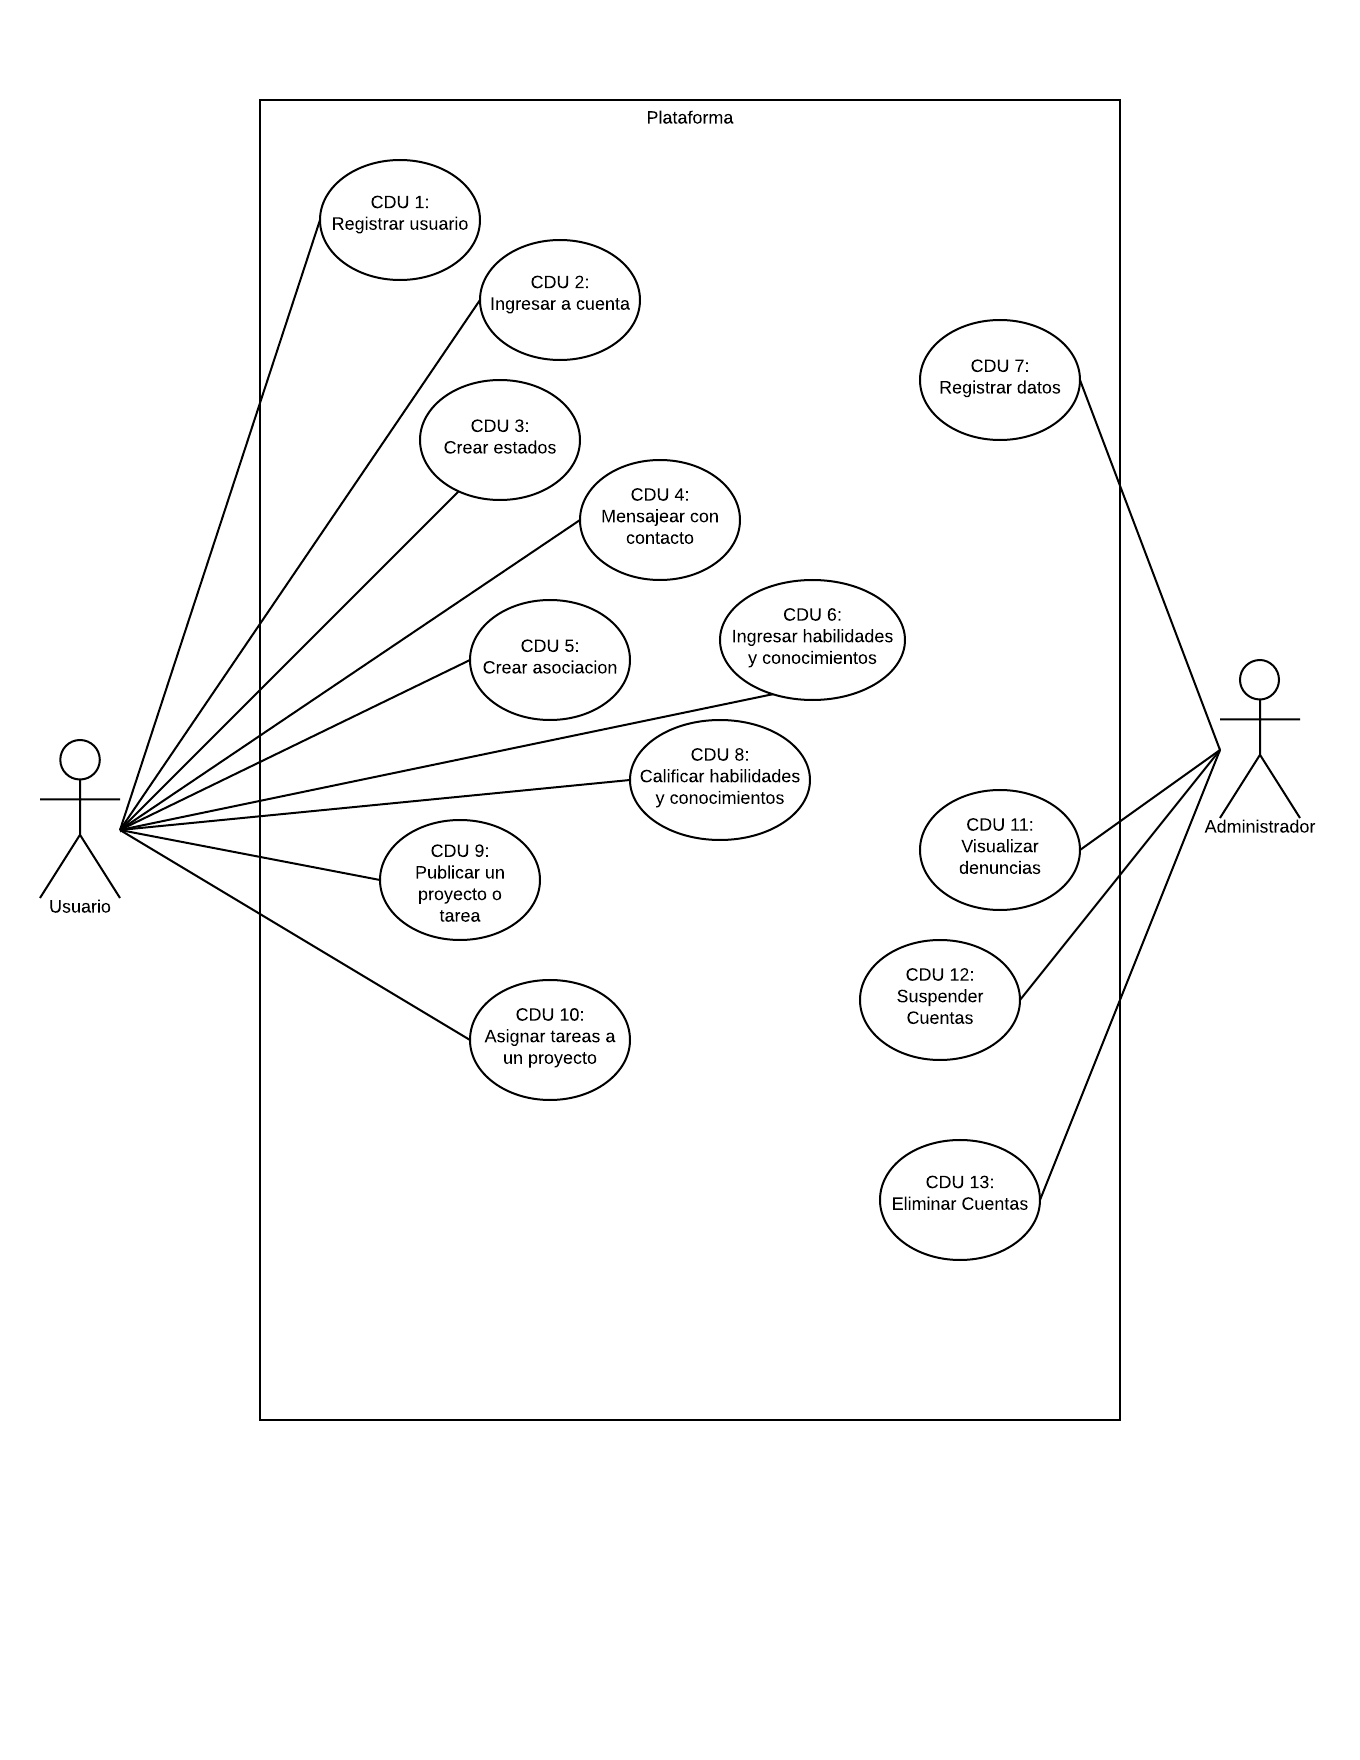 Plataforma
CDU 1:
Registrar usuario
CDU 2:
Ingresar a cuenta
CDU 3:
Crear estados
CDU 4:
Mensajear con
contacto
CDU 5:
Crear asociacion
CDU 6:
Ingresar habilidades
y conocimientos
CDU 7:
Registrar datos
CDU 8:
Calificar habilidades
y conocimientos
CDU 9:
Publicar un
proyecto o
tarea
CDU 10:
Asignar tareas a
un proyecto
CDU 11:
Visualizar
denuncias
CDU 12:
Suspender
Cuentas
CDU 13:
Eliminar Cuentas
Usuario
Administrador